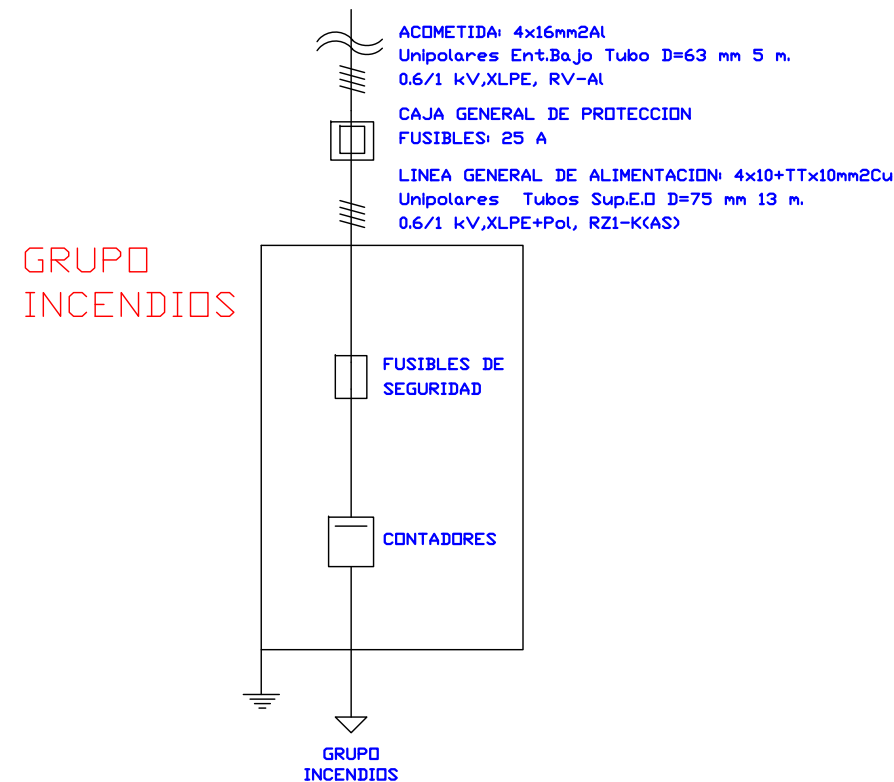 ACOMETIDA: 4x16mm2Al
Unipolares Ent.Bajo Tubo D=63 mm 5 m.
0.6/1 kV,XLPE, RV-Al
CAJA GENERAL DE PROTECCION
FUSIBLES: 25 A
LINEA GENERAL DE ALIMENTACION: 4x10+TTx10mm2Cu
Unipolares Tubos Sup.E.O D=75 mm 13 m.
0.6/1 kV,XLPE+Pol, RZ1-K(AS)
GRUPO
INCENDIOS
FUSIBLES DE
SEGURIDAD
CONTADORES
GRUPO
INCENDIOS